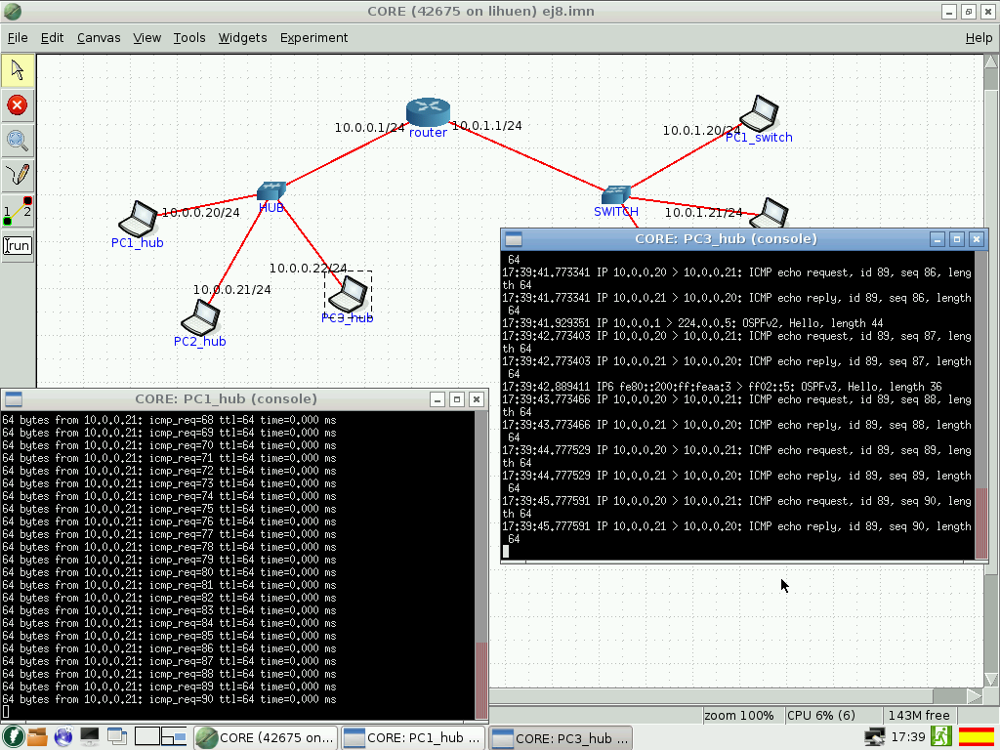 CORE (42675 on lihuen) ej8.imn
File Edit Canvas View Tools Widgets Experiment Help
10.0.0.1/24
10.0.1.1/24
router
10.0.1.20/24
PC1_switch
HUB
SWITCH
10.0.0.20/24
PC1_hub
10.0.1.21/24
10.0.0.22/24
10.0.0.21/24
PC3_hub
PC2_hub
1 2
run
CORE: PC3_hub (console)
64
17:39:41.773341 IP 10.0.0.20 > 10.0.0.21: ICMP echo request, id 89, seq 86, leng
th 64
17:39:41.773341 IP 10.0.0.21 > 10.0.0.20: ICMP echo reply, id 89, seq 86, length
64
17:39:41.929351 IP 10.0.0.1 > 224.0.0.5: OSPFv2, Hello, length 44
17:39:42.773403 IP 10.0.0.20 > 10.0.0.21: ICMP echo request, id 89, seq 87, leng
th 64
17:39:42.773403 IP 10.0.0.21 > 10.0.0.20: ICMP echo reply, id 89, seq 87, length
64
17:39:42.889411 IP6 fe80::200:ff:feaa:3 > ff02::5: OSPFv3, Hello, length 36
17:39:43.773466 IP 10.0.0.20 > 10.0.0.21: ICMP echo request, id 89, seq 88, leng
th 64
17:39:43.773466 IP 10.0.0.21 > 10.0.0.20: ICMP echo reply, id 89, seq 88, length
64
17:39:44.777529 IP 10.0.0.20 > 10.0.0.21: ICMP echo request, id 89, seq 89, leng
th 64
17:39:44.777529 IP 10.0.0.21 > 10.0.0.20: ICMP echo reply, id 89, seq 89, length
64
17:39:45.777591 IP 10.0.0.20 > 10.0.0.21: ICMP echo request, id 89, seq 90, leng
th 64
17:39:45.777591 IP 10.0.0.21 > 10.0.0.20: ICMP echo reply, id 89, seq 90, length
64
CORE: PC1_hub (console)
64 bytes from 10.0.0.21: icmp_req=68 ttl=64 time=0.000 ms
64 bytes from 10.0.0.21: icmp_req=69 ttl=64 time=0.000 ms
64 bytes from 10.0.0.21: icmp_req=70 ttl=64 time=0.000 ms
64 bytes from 10.0.0.21: icmp_req=71 ttl=64 time=0.000 ms
64 bytes from 10.0.0.21: icmp_req=72 ttl=64 time=0.000 ms
64 bytes from 10.0.0.21: icmp_req=73 ttl=64 time=0.000 ms
64 bytes from 10.0.0.21: icmp_req=74 ttl=64 time=0.000 ms
64 bytes from 10.0.0.21: icmp_req=75 ttl=64 time=0.000 ms
64 bytes from 10.0.0.21: icmp_req=76 ttl=64 time=0.000 ms
64 bytes from 10.0.0.21: icmp_req=77 ttl=64 time=0.000 ms
64 bytes from 10.0.0.21: icmp_req=78 ttl=64 time=0.000 ms
64 bytes from 10.0.0.21: icmp_req=79 ttl=64 time=0.000 ms
64 bytes from 10.0.0.21: icmp_req=80 ttl=64 time=0.000 ms
64 bytes from 10.0.0.21: icmp_req=81 ttl=64 time=0.000 ms
64 bytes from 10.0.0.21: icmp_req=82 ttl=64 time=0.000 ms
64 bytes from 10.0.0.21: icmp_req=83 ttl=64 time=0.000 ms
64 bytes from 10.0.0.21: icmp_req=84 ttl=64 time=0.000 ms
64 bytes from 10.0.0.21: icmp_req=85 ttl=64 time=0.000 ms
64 bytes from 10.0.0.21: icmp_req=86 ttl=64 time=0.000 ms
64 bytes from 10.0.0.21: icmp_req=87 ttl=64 time=0.000 ms
64 bytes from 10.0.0.21: icmp_req=88 ttl=64 time=0.000 ms
64 bytes from 10.0.0.21: icmp_req=89 ttl=64 time=0.000 ms
64 bytes from 10.0.0.21: icmp_req=90 ttl=64 time=0.000 ms
zoom 100% CPU 6% (6) 143M free
CORE (42675 on... CORE: PC1_hub ... CORE: PC3_hub ... 17:39